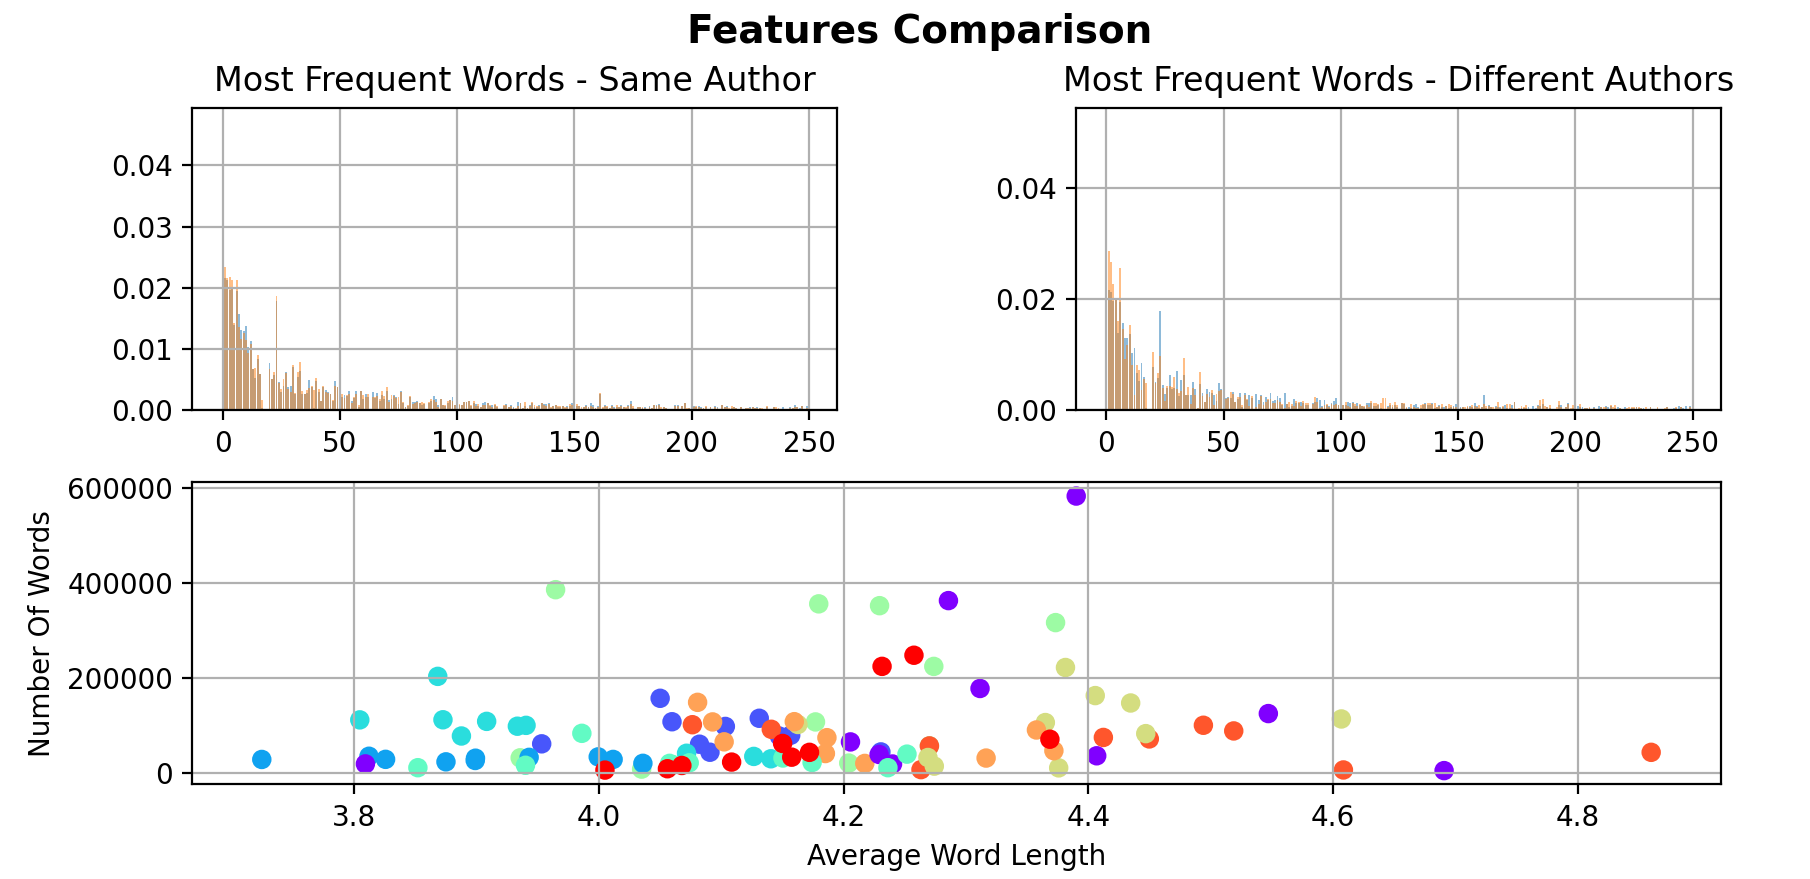 Features Comparison
Most Frequent Words - Same Author
0.04
0.03
0.02
0.01
0.00
0 50 100 150 200 250
Most Frequent Words - Different Authors
0.04
0.02
0.00
0 50 100 150 200 250
Number Of Words
600000
400000
200000
0
3.8 4.0 4.2 4.4 4.6 4.8
Average Word Length